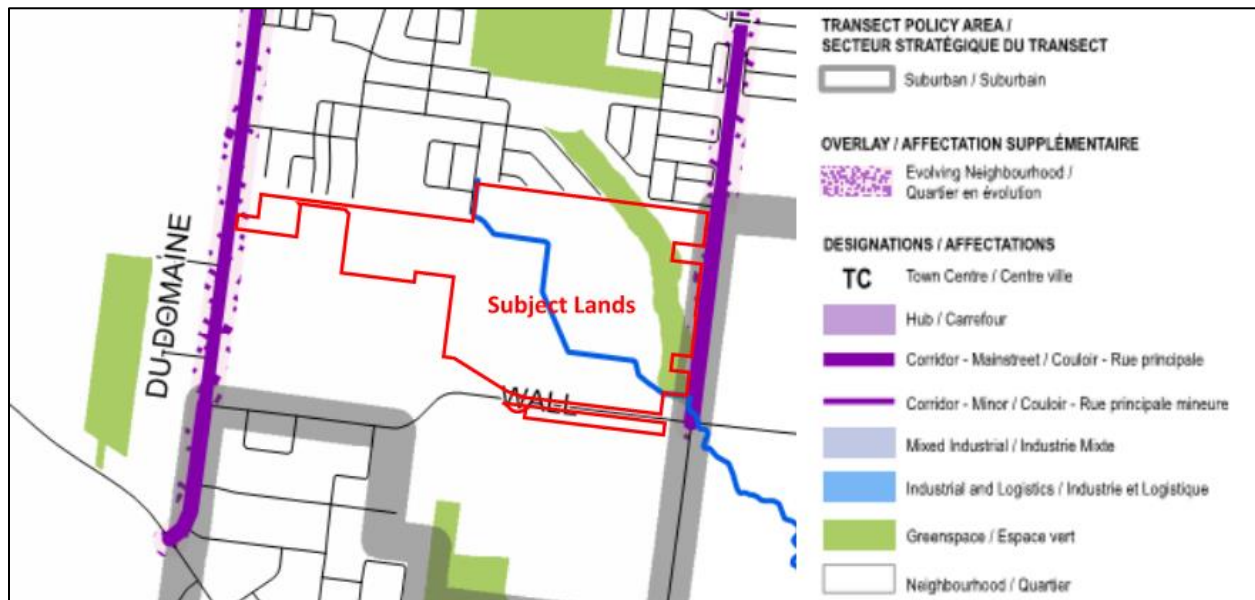 DU-DOMAINE
Subject Lands
WALL
TRANSECT POLICY AREA /
SECTEUR STRATÉGIQUE DU TRANSECT
Suburban / Suburbain
OVERLAY / AFFECTATION SUPPLÉMENTAIRE
Evolving Neighbourhood /
Quartier en évolution
DESIGNATIONS / AFFECTATIONS
TC Town Centre / Centre ville
Hub / Carrefour
Corridor - Mainstreet / Couloir - Rue principale
Corridor - Minor / Couloir - Rue principale mineure
Mixed Industrial / Industrie Mixte
Industrial and Logistics / Industrie et Logistique
Greenspace / Espace vert
Neighbourhood / Quartier